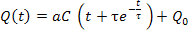 Q(t) = aC (t + τe^{-t/τ}) + Q₀